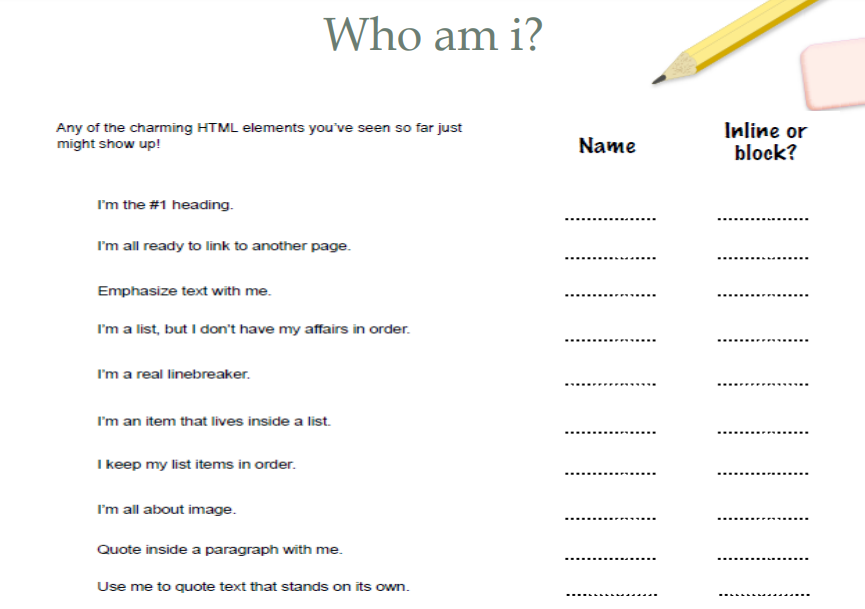 Who am i?
Any of the charming HTML elements you've seen so far just
might show up!
Name
Inline or
block?
I'm the #1 heading.
I'm all ready to link to another page.
Emphasize text with me.
I'm a list, but I don't have my affairs in order.
I'm a real linebreaker.
I'm an item that lives inside a list.
I keep my list items in order.
I'm all about image.
Quote inside a paragraph with me.
Use me to quote text that stands on its own.